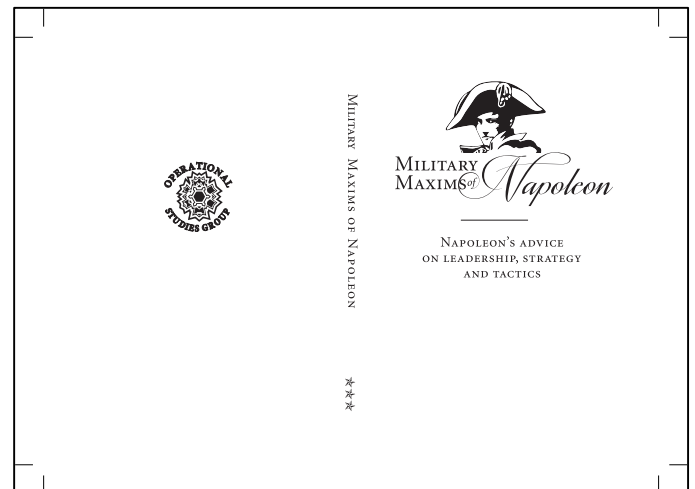 OPERATIONAL
STUDIES GROUP
Military Maxims of Napoleon
Military
Maxims of Napoleon
Napoleon's advice
on leadership, strategy
and tactics